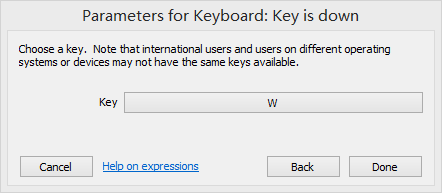 Parameters for Keyboard: Key is down
Choose a key.  Note that international users and users on different operating
systems or devices may not have the same keys available.
Key W
Cancel Help on expressions Back Done